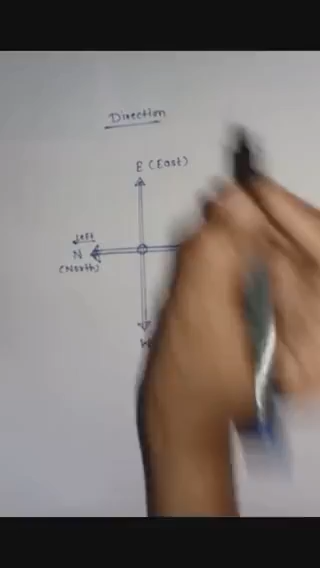 Direction
E (East)
Left
N
(North)
W